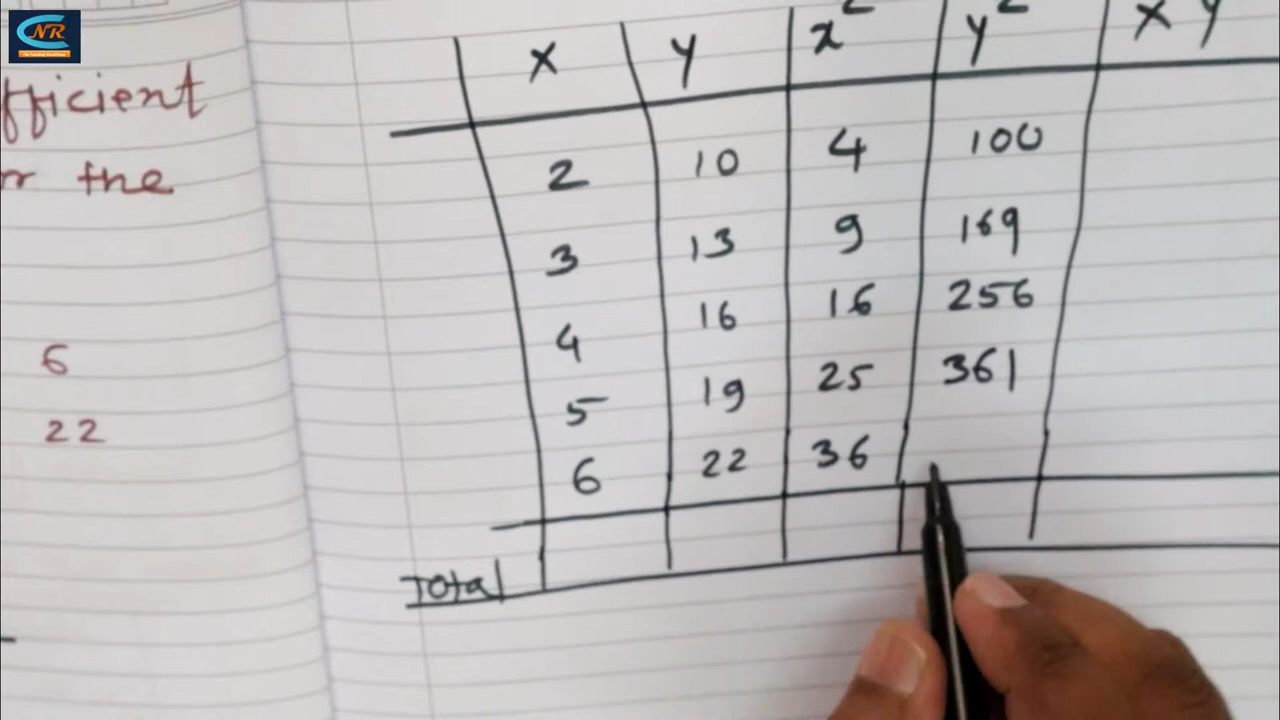 NR
fficient
r the
6
22
x y x² y² x y
2 10 4 100
3 13 9 169
4 16 16 256
5 19 25 361
6 22 36
Total